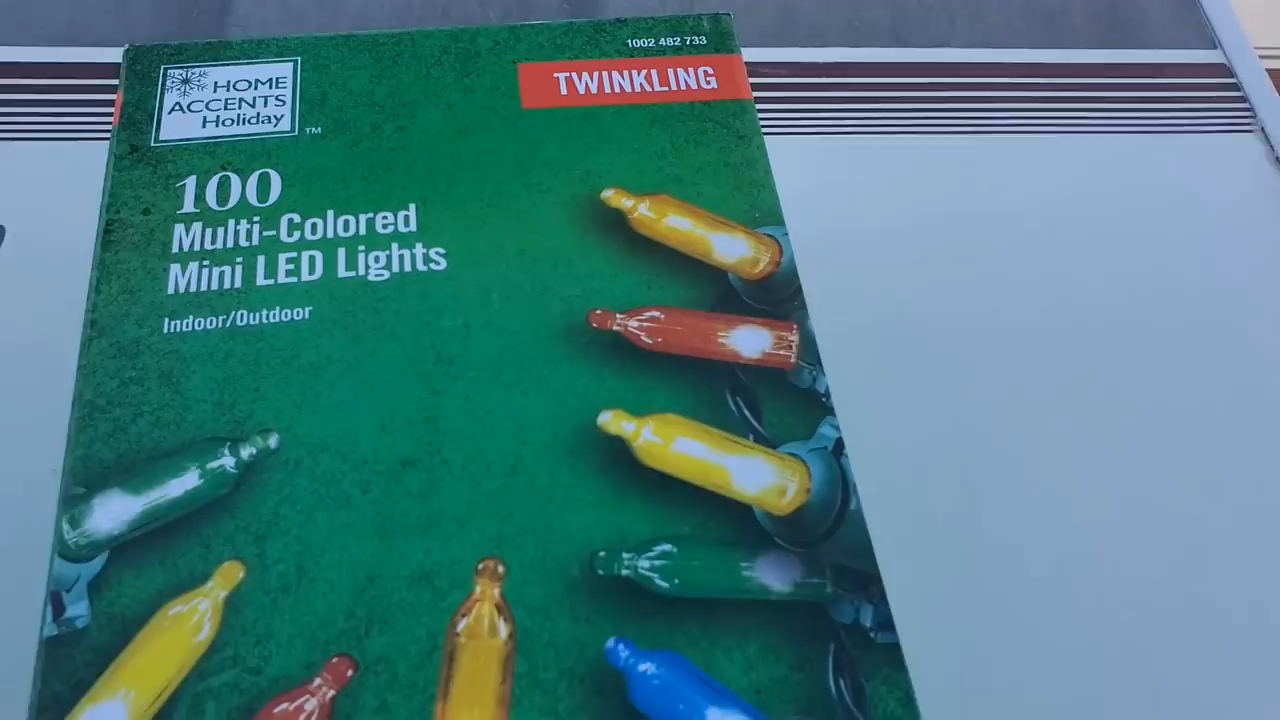 1002 482 733
TWINKLING
HOME
ACCENTS
Holiday
TM
100
Multi-Colored
Mini LED Lights
Indoor/Outdoor